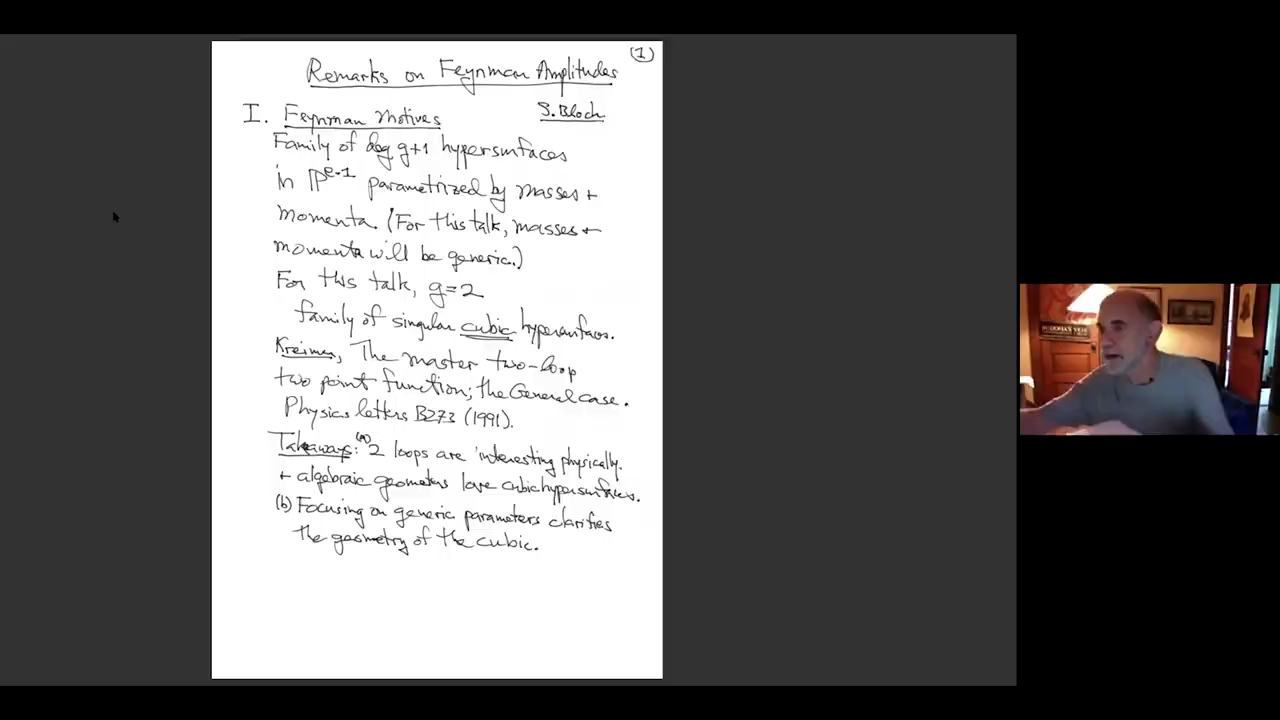 (1)
Remarks on Feynman Amplitudes
S. Bloch
I. Feynman Motives
Family of deg g+1 hypersurfaces
in ℙ^{e-1} parametrized by masses +
momenta. (For this talk, masses +
momenta will be generic.)
For this talk, g=2
family of singular cubic hypersurfaces.
Kreimer, The master two-loop
two point function; the General case.
Physics letters B273 (1991).
Takeaways: (a) 2 loops are interesting physically.
+ algebraic geometers love cubic hypersurfaces.
(b) Focusing on generic parameters clarifies
the geometry of the cubic.